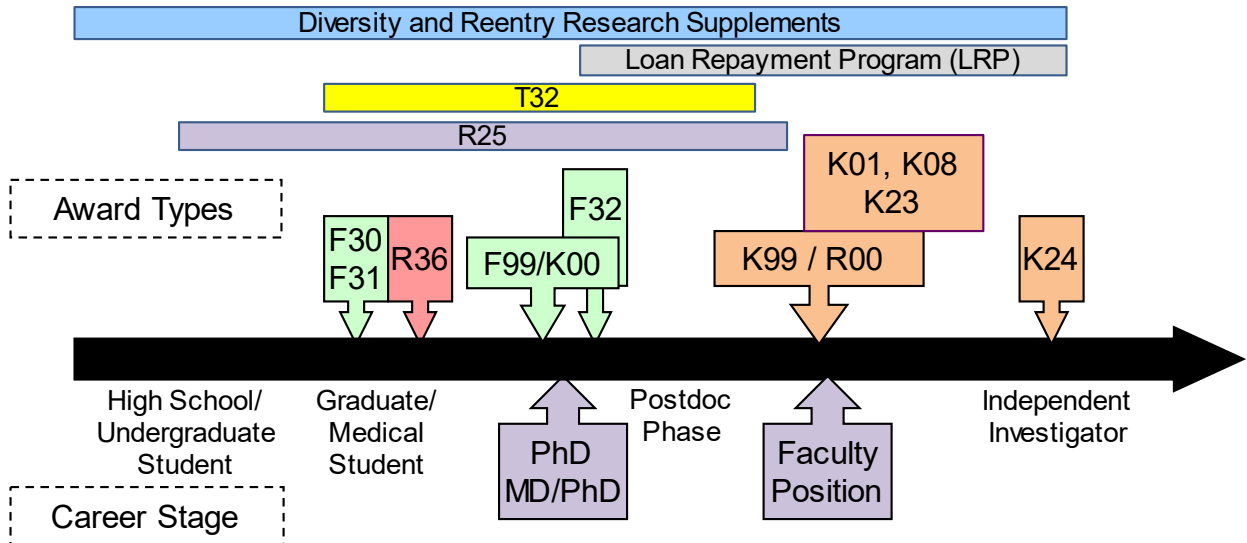 Diversity and Reentry Research Supplements
Loan Repayment Program (LRP)
T32
R25
Award Types
F30
F31
R36
F99/K00
F32
K99 / R00
K01, K08
K23
K24
High School/
Undergraduate
Student
Graduate/
Medical
Student
PhD
MD/PhD
Postdoc
Phase
Faculty
Position
Independent
Investigator
Career Stage